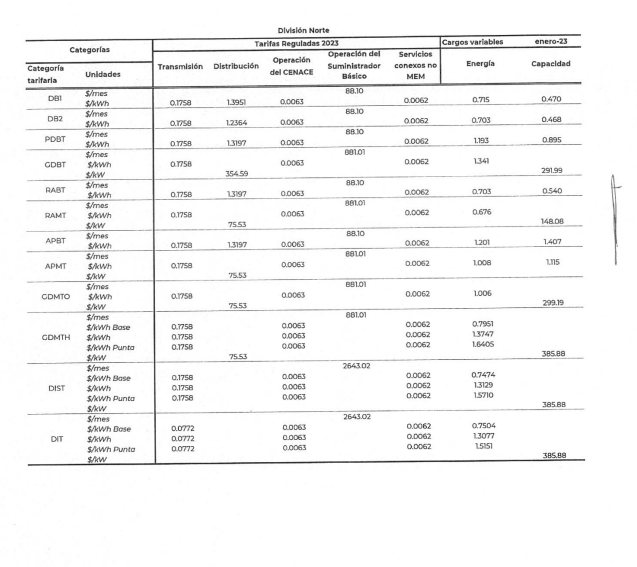 División Norte
Categorías Tarifas Reguladas 2023 Cargos variables enero-23
Categoría tarifaria Unidades Transmisión Distribución Operación del CENACE Operación del Suministrador Básico Servicios conexos no MEM Energía Capacidad
DB1 $/mes 88.10
$/kWh 0.1758 1.3951 0.0063 0.0062 0.715 0.470
DB2 $/mes 88.10
$/kWh 0.1758 1.2364 0.0063 0.0062 0.703 0.468
PDBT $/mes 88.10
$/kWh 0.1758 1.3197 0.0063 0.0062 1.193 0.895
GDBT $/mes 881.01
$/kWh 0.1758 0.0063 0.0062 1.341
$/kW 354.59 291.99
RABT $/mes 88.10
$/kWh 0.1758 1.3197 0.0063 0.0062 0.703 0.540
RAMT $/mes 881.01
$/kWh 0.1758 0.0063 0.0062 0.676
$/kW 75.53 148.08
APBT $/mes 88.10
$/kWh 0.1758 1.3197 0.0063 0.0062 1.201 1.407
APMT $/mes 881.01
$/kWh 0.1758 0.0063 0.0062 1.008 1.115
$/kW 75.53
GDMTO $/mes 881.01
$/kWh 0.1758 0.0063 0.0062 1.006
$/kW 75.53 299.19
GDMTH $/mes 881.01
$/kWh Base 0.1758 0.0063 0.0062 0.7951
$/kWh 0.1758 0.0063 0.0062 1.3747
$/kWh Punta 0.1758 0.0063 0.0062 1.6405
$/kW 75.53 385.88
DIST $/mes 2643.02
$/kWh Base 0.1758 0.0063 0.0062 0.7474
$/kWh 0.1758 0.0063 0.0062 1.3129
$/kWh Punta 0.1758 0.0063 0.0062 1.5710
$/kW 385.88
DIT $/mes 2643.02
$/kWh Base 0.0772 0.0063 0.0062 0.7504
$/kWh 0.0772 0.0063 0.0062 1.3077
$/kWh Punta 0.0772 0.0063 0.0062 1.5151
$/kW 385.88